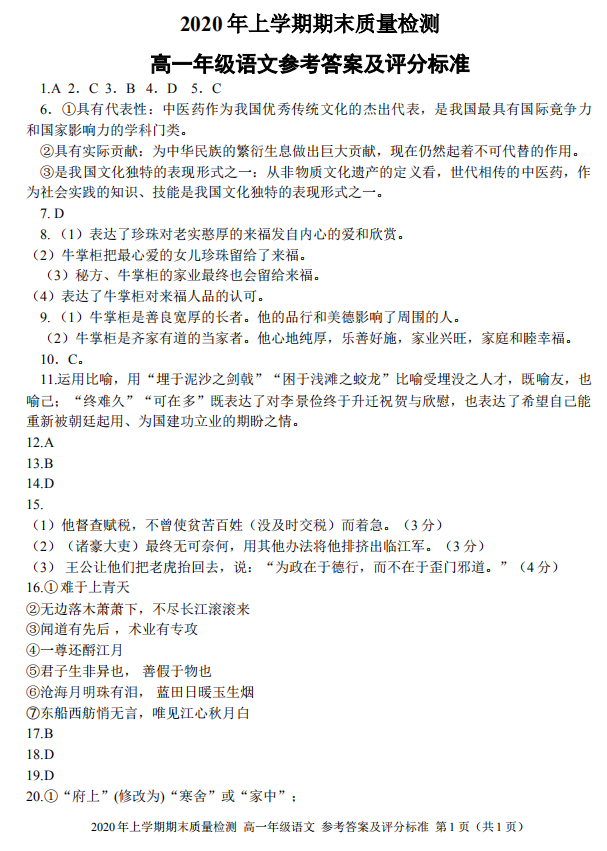 2020 年上学期期末质量检测
高一年级语文参考答案及评分标准
1.A 2．C 3．B 4．D 5．C
6．①具有代表性：中医药作为我国优秀传统文化的杰出代表，是我国最具有国际竞争力
和国家影响力的学科门类。
②具有实际贡献：为中华民族的繁衍生息做出巨大贡献，现在仍然起着不可代替的作用。
③是我国文化独特的表现形式之一：从非物质文化遗产的定义看，世代相传的中医药，作
为社会实践的知识、技能是我国文化独特的表现形式之一。
7. D
8. （1）表达了珍珠对老实憨厚的来福发自内心的爱和欣赏。
（2）牛掌柜把最心爱的女儿珍珠留给了来福。
（3）秘方、牛掌柜的家业最终也会留给来福。
（4）表达了牛掌柜对来福人品的认可。
9. （1）牛掌柜是善良宽厚的长者。他的品行和美德影响了周围的人。
（2）牛掌柜是齐家有道的当家者。他心地纯厚，乐善好施，家业兴旺，家庭和睦幸福。
10．C。
11.运用比喻，用“埋于泥沙之剑戟”“困于浅滩之蛟龙”比喻受埋没之人才，既喻友，也
喻己；“终难久”“可在多”既表达了对李景俭终于升迁祝贺与欣慰，也表达了希望自己能
重新被朝廷起用、为国建功立业的期盼之情。
12.A
13.B
14.D
15.
（1）他督查赋税，不曾使贫苦百姓（没及时交税）而着急。（3 分）
（2）（诸豪大吏）最终无可奈何，用其他办法将他排挤出临江军。（3 分）
（3） 王公让他们把老虎抬回去，说：“为政在于德行，而不在于歪门邪道。”（4 分）
16.① 难于上青天
②无边落木萧萧下，不尽长江滚滚来
③闻道有先后 ，术业有专攻
④一尊还酹江月
⑤君子生非异也， 善假于物也
⑥沧海月明珠有泪， 蓝田日暖玉生烟
⑦东船西舫悄无言，唯见江心秋月白
17.B
18.D
19.D
20.①“府上”(修改为)“寒舍”或“家中”；
2020 年上学期期末质量检测 高一年级语文 参考答案及评分标准 第 1 页（共 1 页）